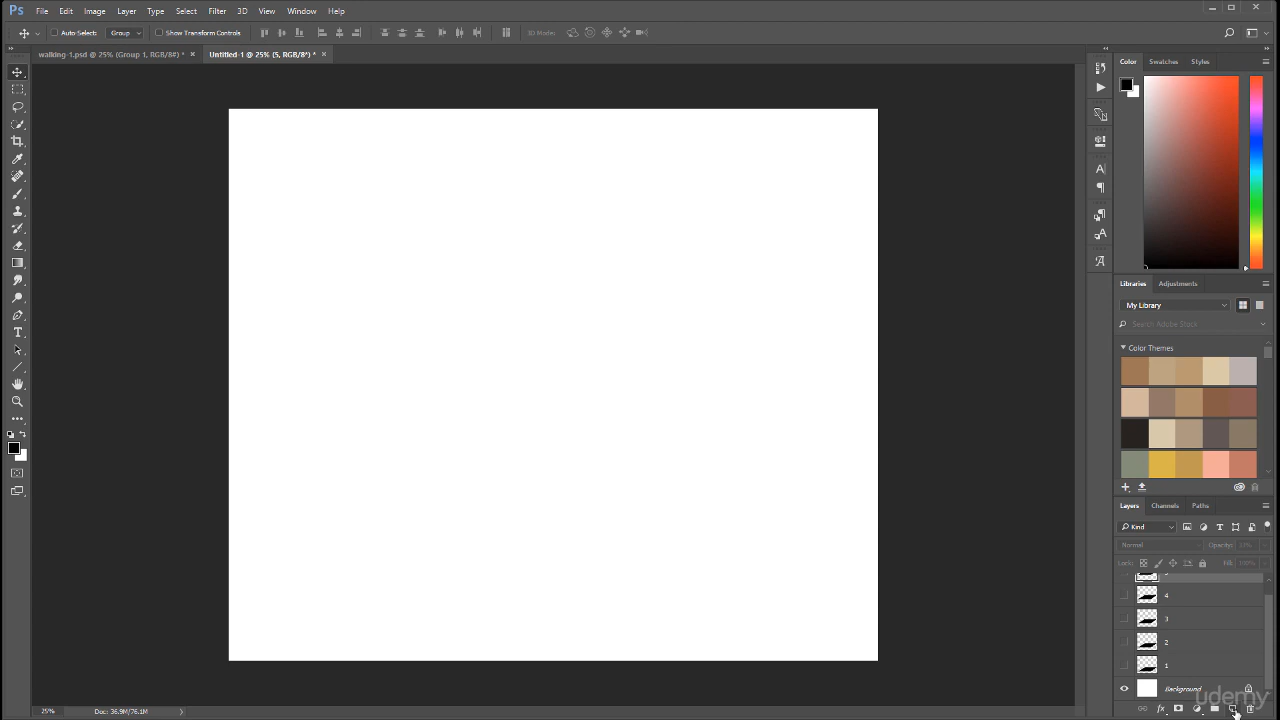 Ps File Edit Image Layer Type Select Filter 3D View Window Help
Auto-Select: Group Show Transform Controls 3D Mode:
walking-1.psd @ 25% (Group 1, RGB/8#) * × Untitled-1 @ 25% (5, RGB/8*) * ×
Color Swatches Styles
Libraries Adjustments
My Library
Search Adobe Stock
Color Themes
Layers Channels Paths
Kind
Normal Opacity:
Lock: Fill: 100%
4
3
2
1
Background
udemy
25% Doc: 36.9M/76.1M